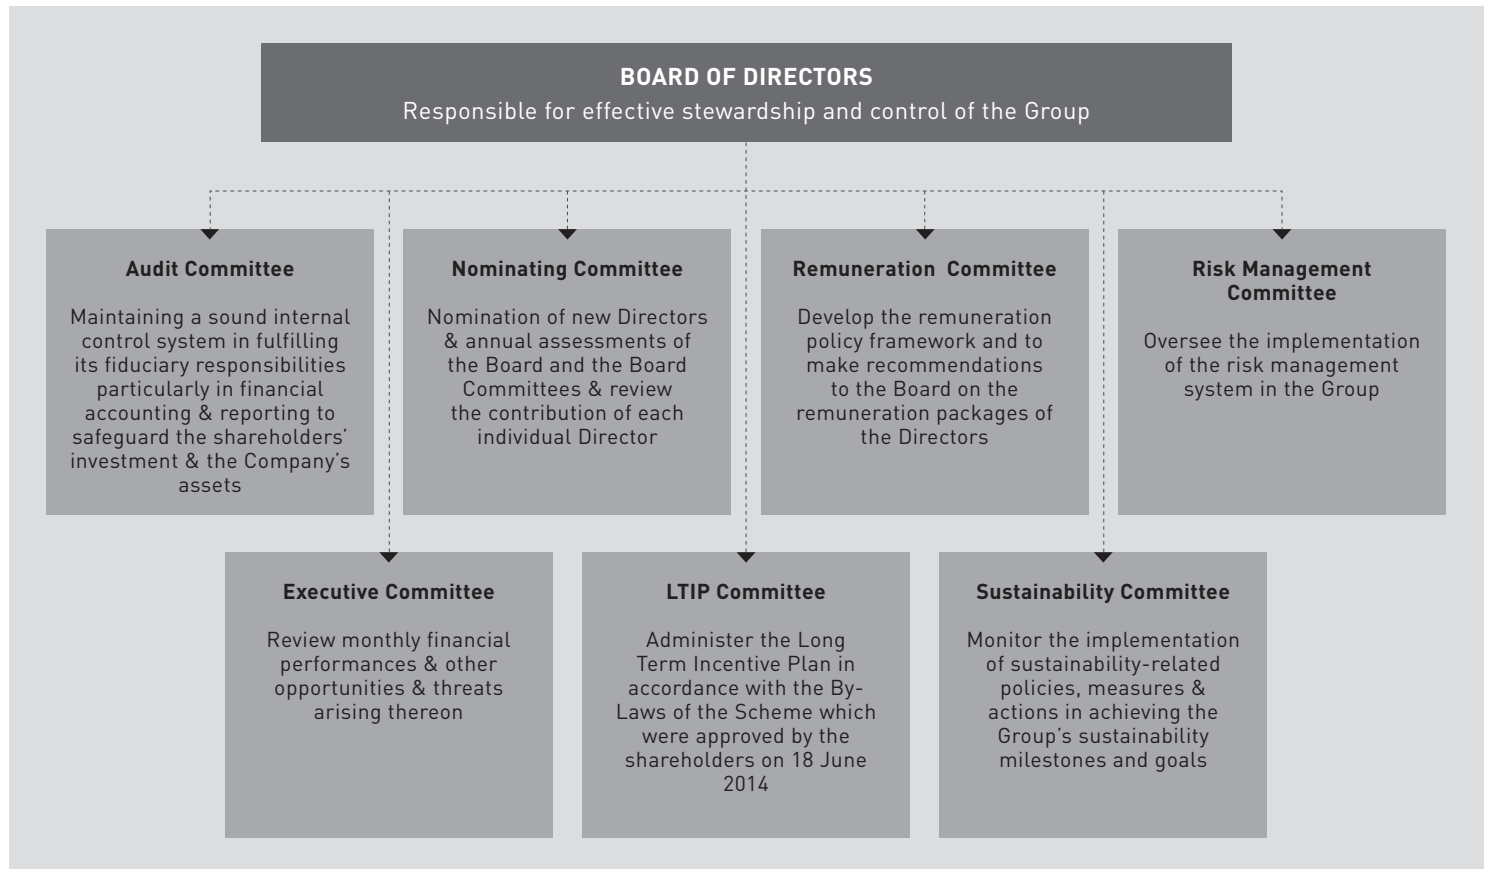 BOARD OF DIRECTORS
Responsible for effective stewardship and control of the Group
Audit Committee
Maintaining a sound internal
control system in fulfilling
its fiduciary responsibilities
particularly in financial
accounting & reporting to
safeguard the shareholders’
investment & the Company’s
assets
Nominating Committee
Nomination of new Directors
& annual assessments of
the Board and the Board
Committees & review
the contribution of each
individual Director
Remuneration Committee
Develop the remuneration
policy framework and to
make recommendations
to the Board on the
remuneration packages of
the Directors
Risk Management
Committee
Oversee the implementation
of the risk management
system in the Group
Executive Committee
Review monthly financial
performances & other
opportunities & threats
arising thereon
LTIP Committee
Administer the Long
Term Incentive Plan in
accordance with the By-
Laws of the Scheme which
were approved by the
shareholders on 18 June
2014
Sustainability Committee
Monitor the implementation
of sustainability-related
policies, measures &
actions in achieving the
Group’s sustainability
milestones and goals